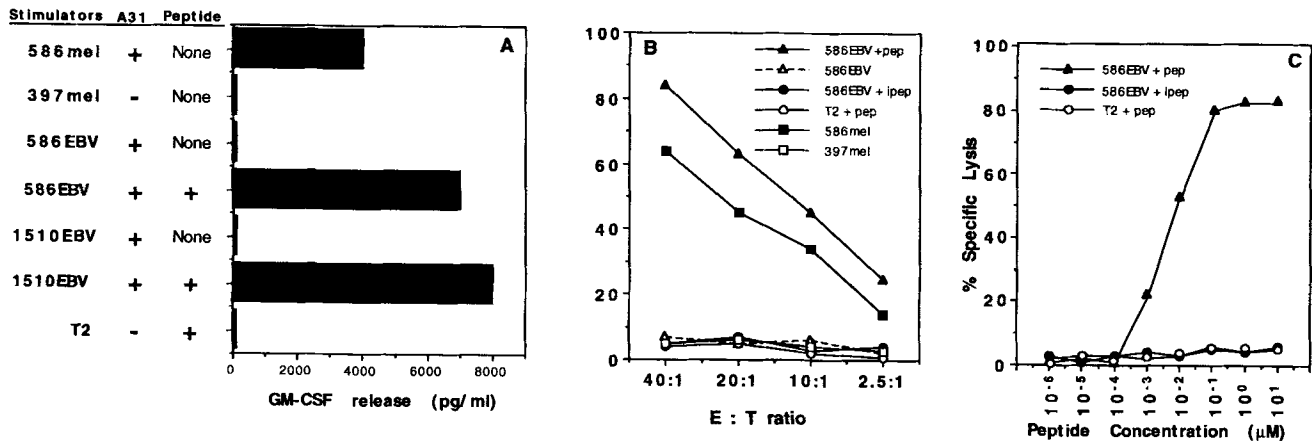 Stimulators A31 Peptide
586mel + None
397mel - None
586EBV + None
586EBV + +
1510EBV + None
1510EBV + +
T2 - +
A
0 2000 4000 6000 8000
GM-CSF release (pg/ml)
B
586EBV+pep
586EBV
586EBV + ipep
T2 + pep
586mel
397mel
100
80
60
40
20
0
40:1 20:1 10:1 2.5:1
E : T ratio
C
586EBV + pep
586EBV + ipep
T2 + pep
% Specific Lysis
100
80
60
40
20
0
10-6 10-5 10-4 10-3 10-2 10-1 100 101
Peptide Concentration (μM)